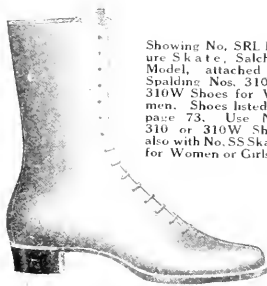 Showing No. SRL
ure Skate, Salch
Model, attached
Spalding Nos. 310
310W Shoes for W
men. Shoes listed
page 73. Use N
310 or 310W Sh
also with No. SS Ska
for Women or Girls